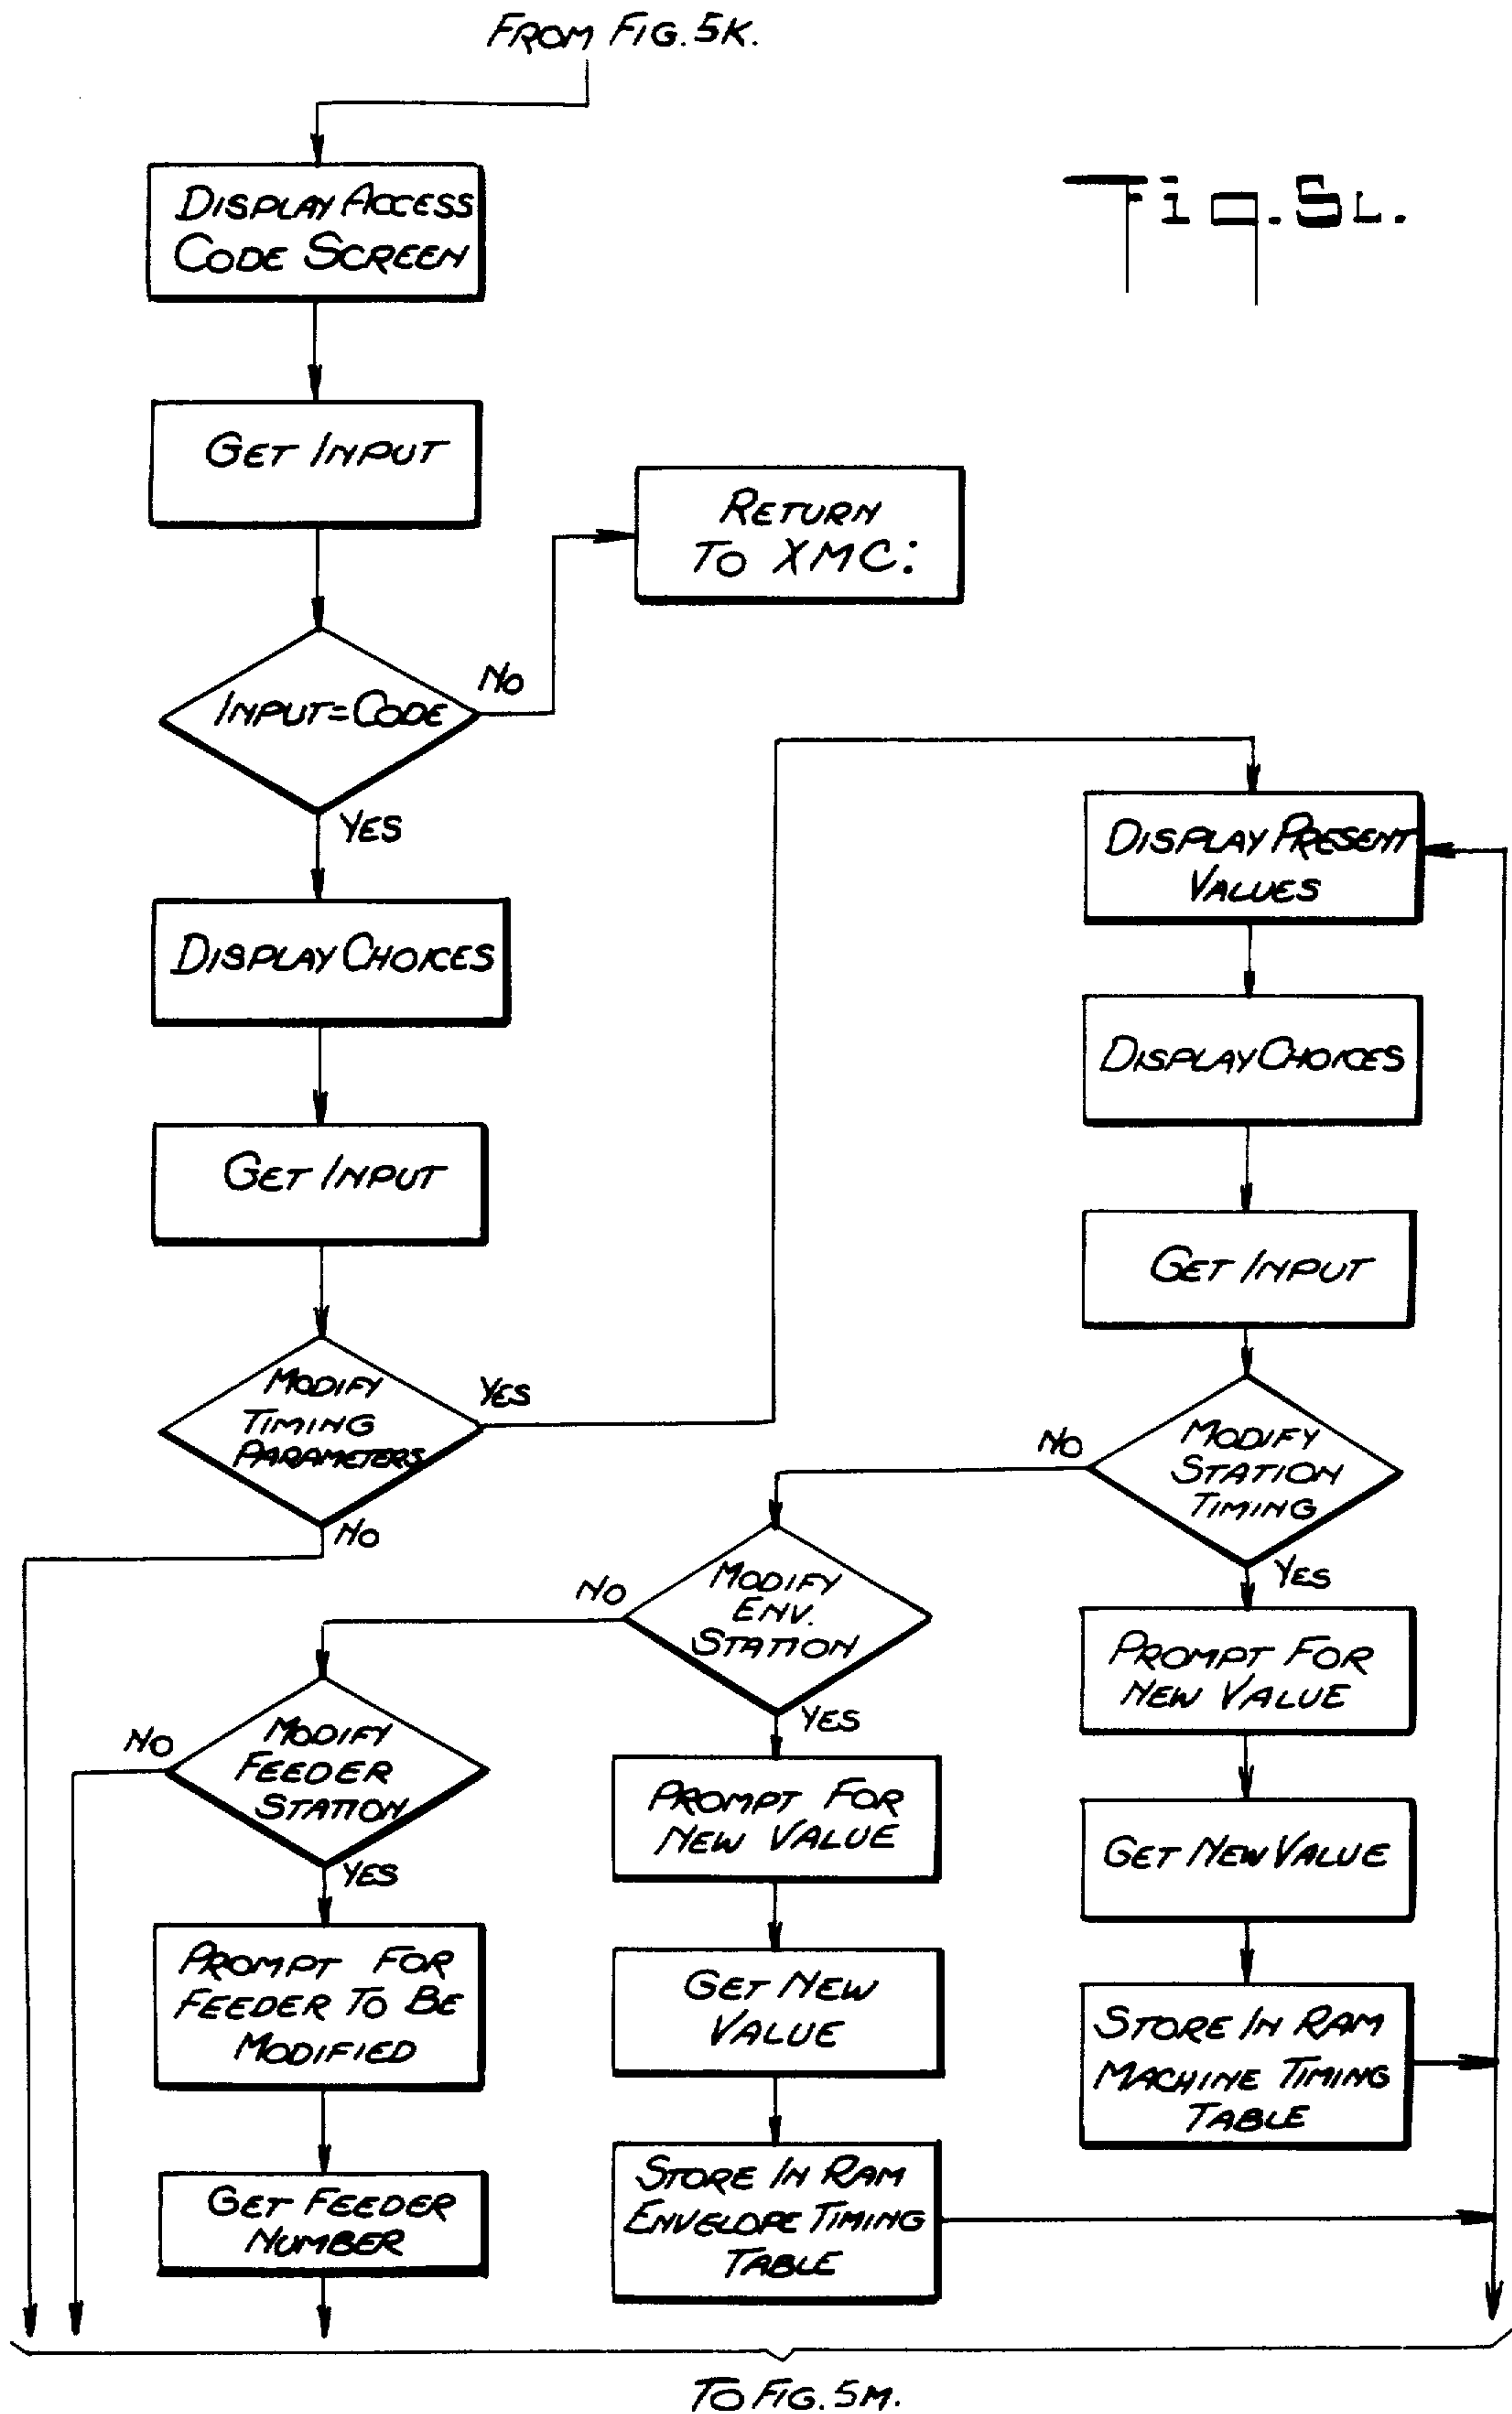 FROM FIG. 5K.
Fig. 5L.
DISPLAY ACCESS
CODE SCREEN
GET INPUT
RETURN
TO XMC:
INPUT=CODE
NO
YES
DISPLAY CHOICES
GET INPUT
MODIFY
TIMING
PARAMETERS
YES
NO
DISPLAY PRESENT
VALUES
DISPLAY CHOICES
GET INPUT
MODIFY
STATION
TIMING
NO
YES
PROMPT FOR
NEW VALUE
GET NEW VALUE
STORE IN RAM
MACHINE TIMING
TABLE
MODIFY
ENV.
STATION
NO
YES
PROMPT FOR
NEW VALUE
GET NEW
VALUE
STORE IN RAM
ENVELOPE TIMING
TABLE
MODIFY
FEEDER
STATION
NO
YES
PROMPT FOR
FEEDER TO BE
MODIFIED
GET FEEDER
NUMBER
TO FIG. 5M.